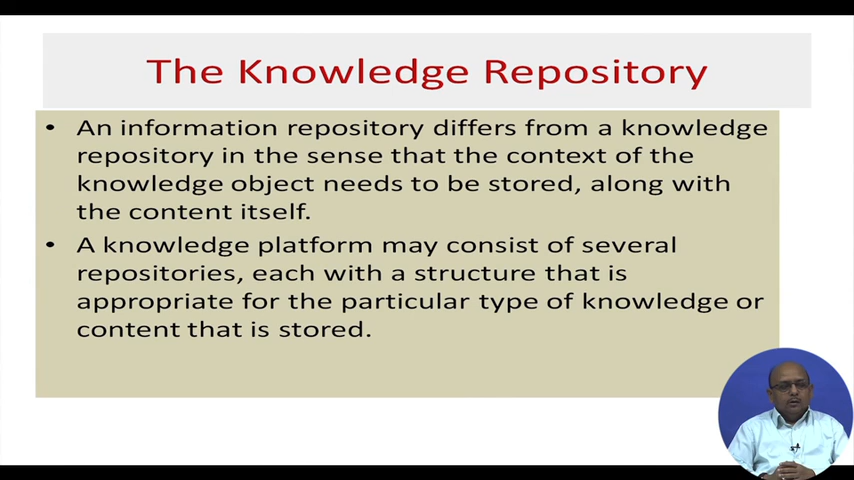 The Knowledge Repository
• An information repository differs from a knowledge
repository in the sense that the context of the
knowledge object needs to be stored, along with
the content itself.
• A knowledge platform may consist of several
repositories, each with a structure that is
appropriate for the particular type of knowledge or
content that is stored.